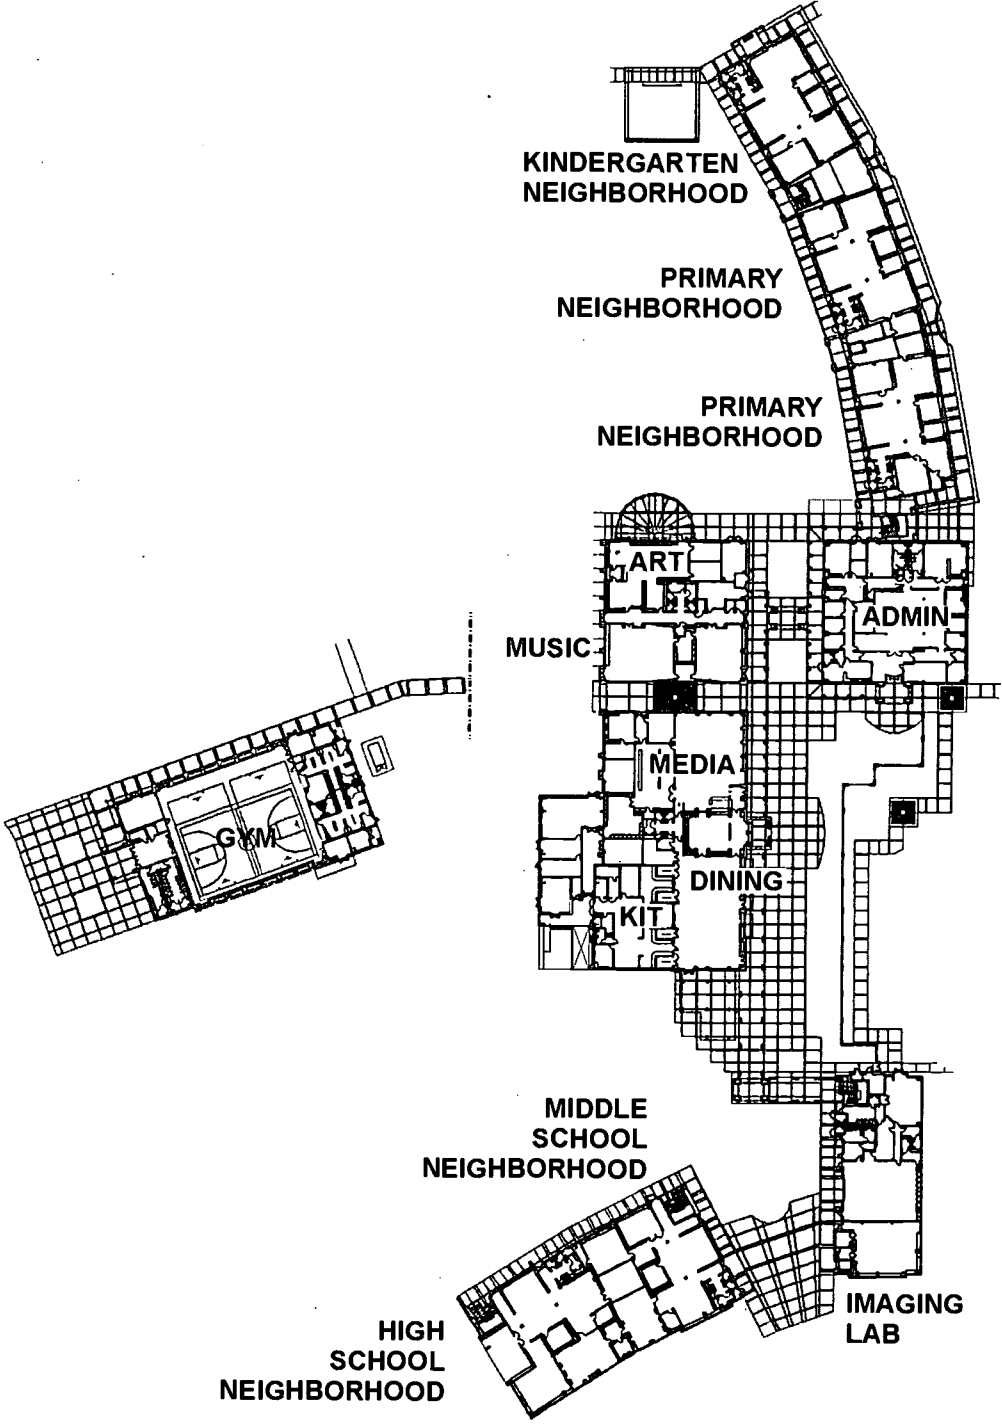 KINDERGARTEN
NEIGHBORHOOD
PRIMARY
NEIGHBORHOOD
PRIMARY
NEIGHBORHOOD
ART
ADMIN
MUSIC
MEDIA
GYM
DINING
KIT
MIDDLE
SCHOOL
NEIGHBORHOOD
IMAGING
LAB
HIGH
SCHOOL
NEIGHBORHOOD